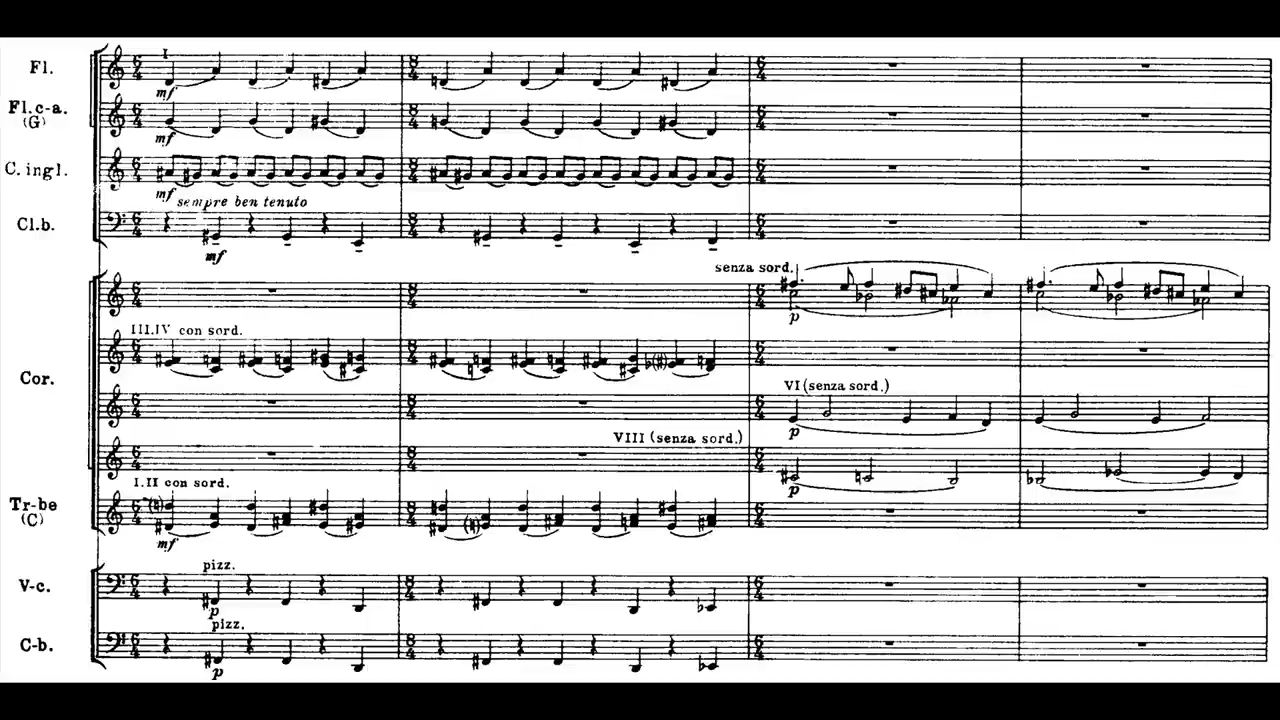 Fl.
I
mf
Fl.c-a.
(G)
mf
C. ingl.
mf sempre ben tenuto
Cl.b.
mf
senza sord.
p
III.IV con sord.
Cor.
VI (senza sord.)
p
VIII (senza sord.)
p
I.II con sord.
Tr-be
(C)
mf
pizz.
V-c.
p
pizz.
C-b.
p